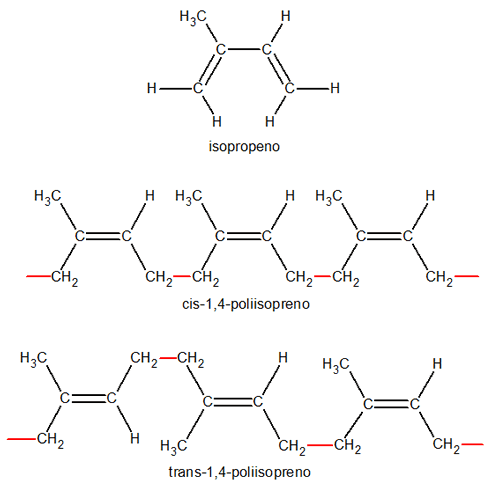 H₃C H
C C
H C C H
H H
isopropeno
H₃C H H₃C H H₃C H
C C C C C C
CH₂ CH₂ CH₂ CH₂ CH₂ CH₂
cis-1,4-poliisopreno
H₃C CH₂ CH₂ H H₃C H
C C C C C C
CH₂ H H₃C CH₂ CH₂ CH₂
trans-1,4-poliisopreno